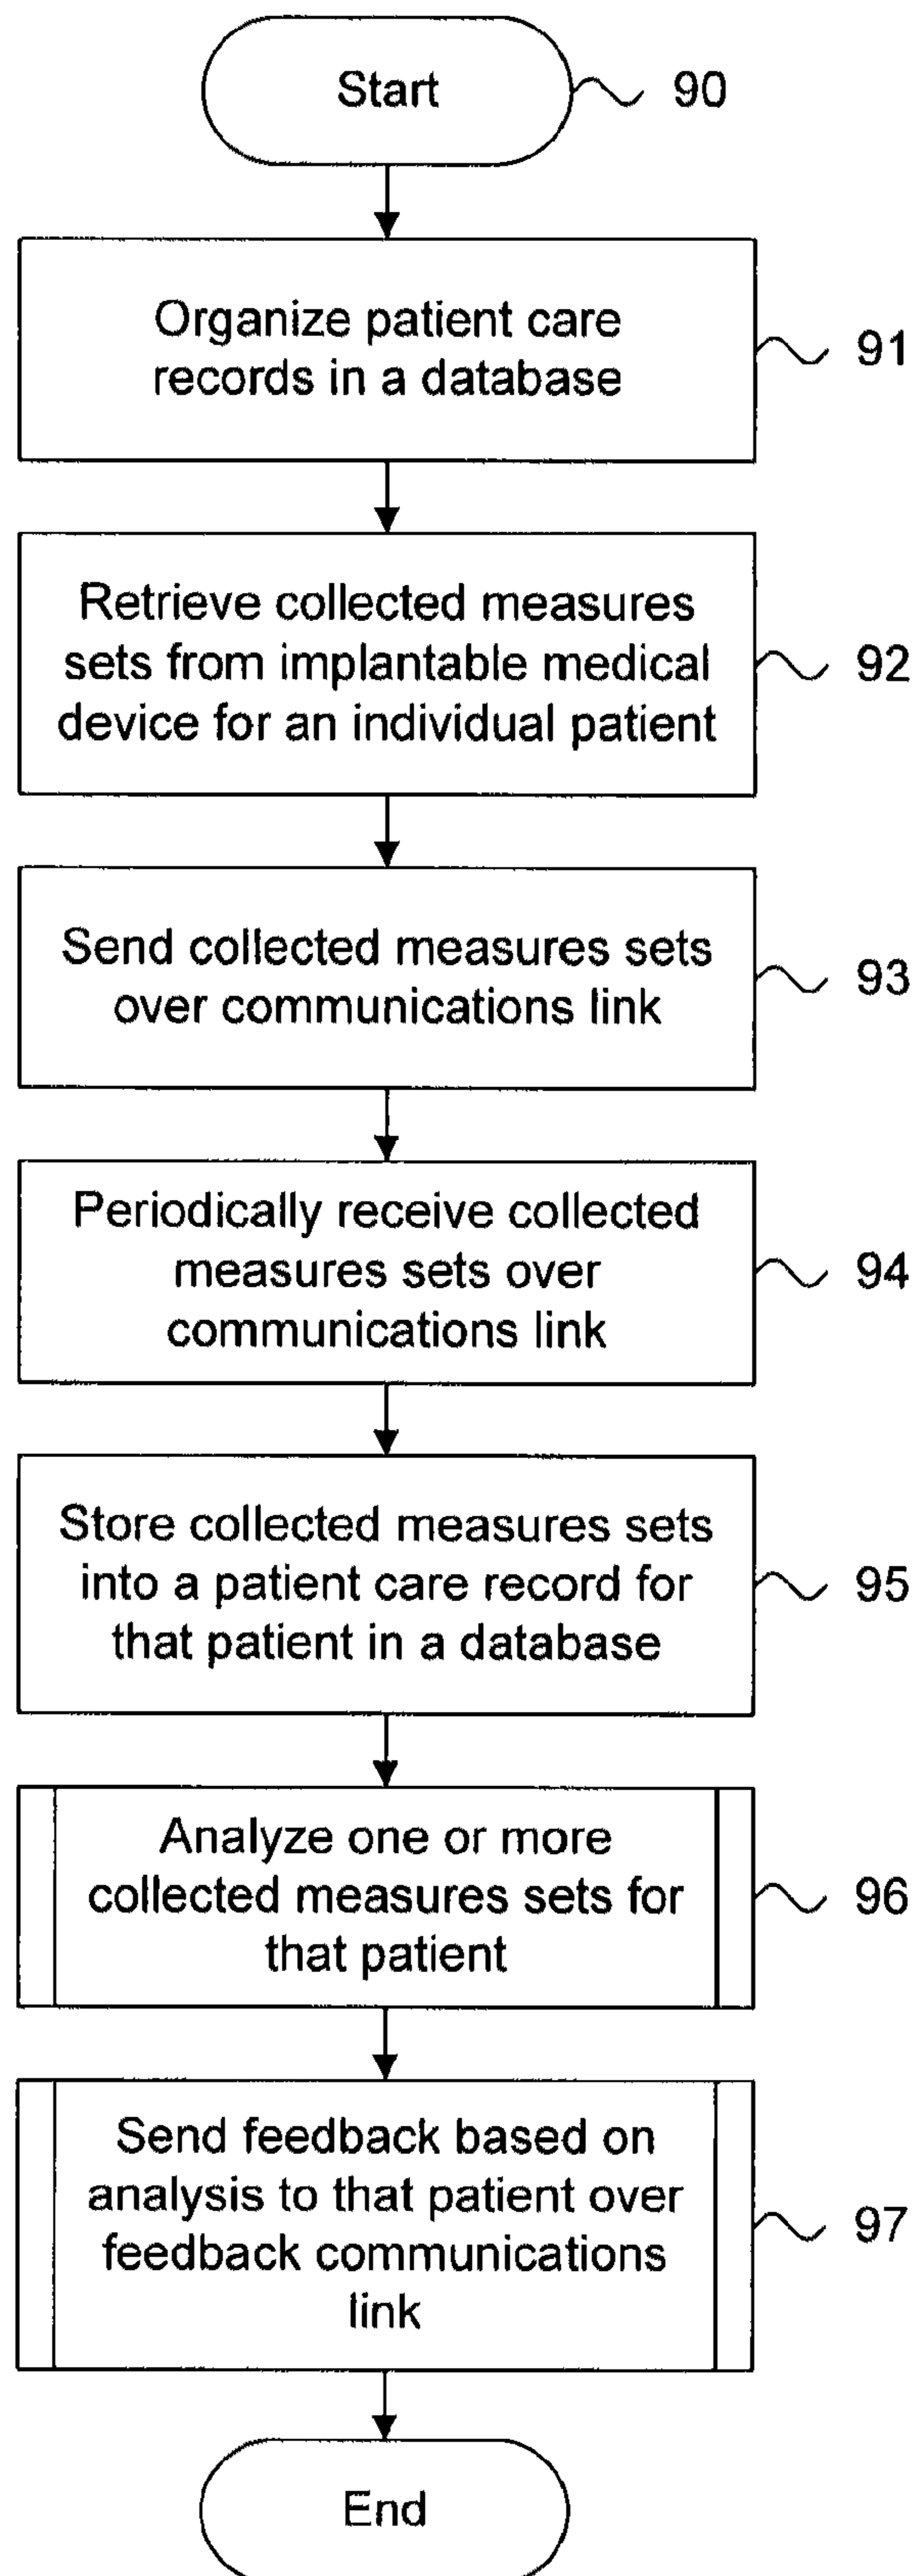 Start
90
Organize patient care
records in a database
91
Retrieve collected measures
sets from implantable medical
device for an individual patient
92
Send collected measures sets
over communications link
93
Periodically receive collected
measures sets over
communications link
94
Store collected measures sets
into a patient care record for
that patient in a database
95
Analyze one or more
collected measures sets for
that patient
96
Send feedback based on
analysis to that patient over
feedback communications
link
97
End